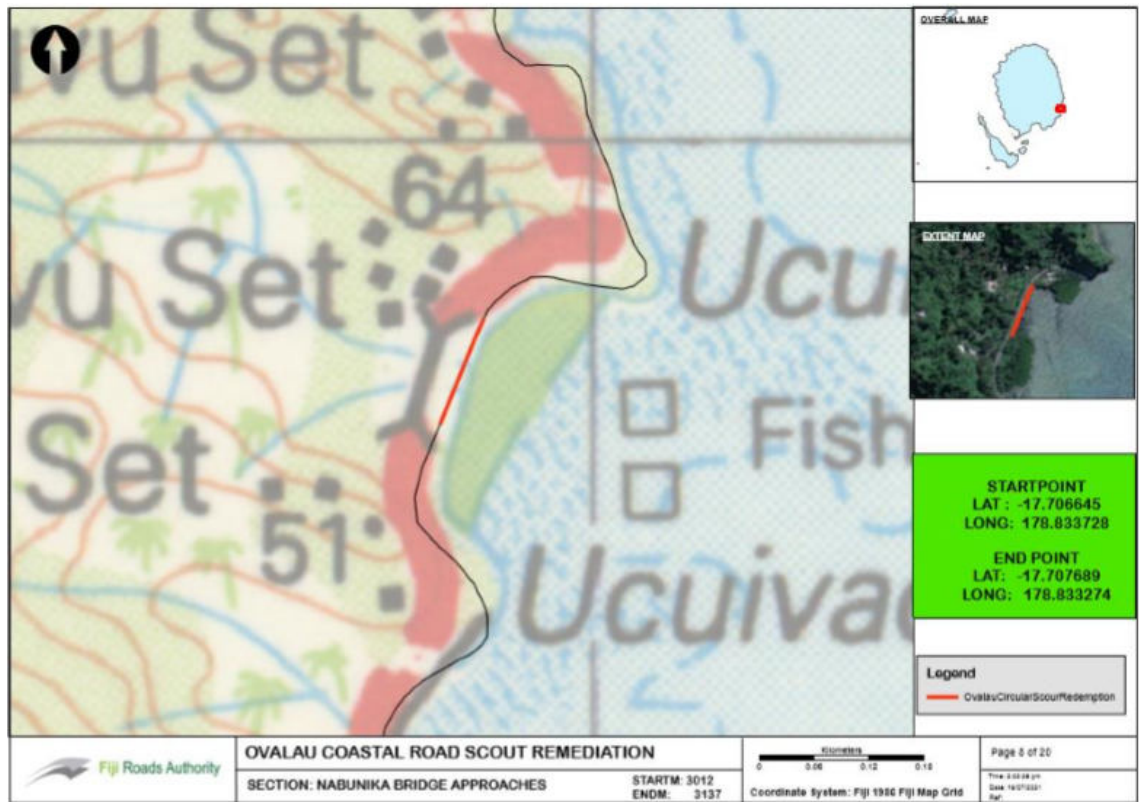 vu Set
64
vu Set
Ucui
Set
51
Fish
Ucuivad
OVERALL MAP
EXTENT MAP
STARTPOINT
LAT : -17.706645
LONG: 178.833728
END POINT
LAT: -17.707689
LONG: 178.833274
Legend
OvalauCircularScourRedemption
Fiji Roads Authority
OVALAU COASTAL ROAD SCOUT REMEDIATION
SECTION: NABUNIKA BRIDGE APPROACHES
STARTM: 3012
ENDM: 3137
Kilometers
0 0.06 0.12 0.18
Coordinate System: Fiji 1986 Fiji Map Grid
Page 8 of 20
Ref: